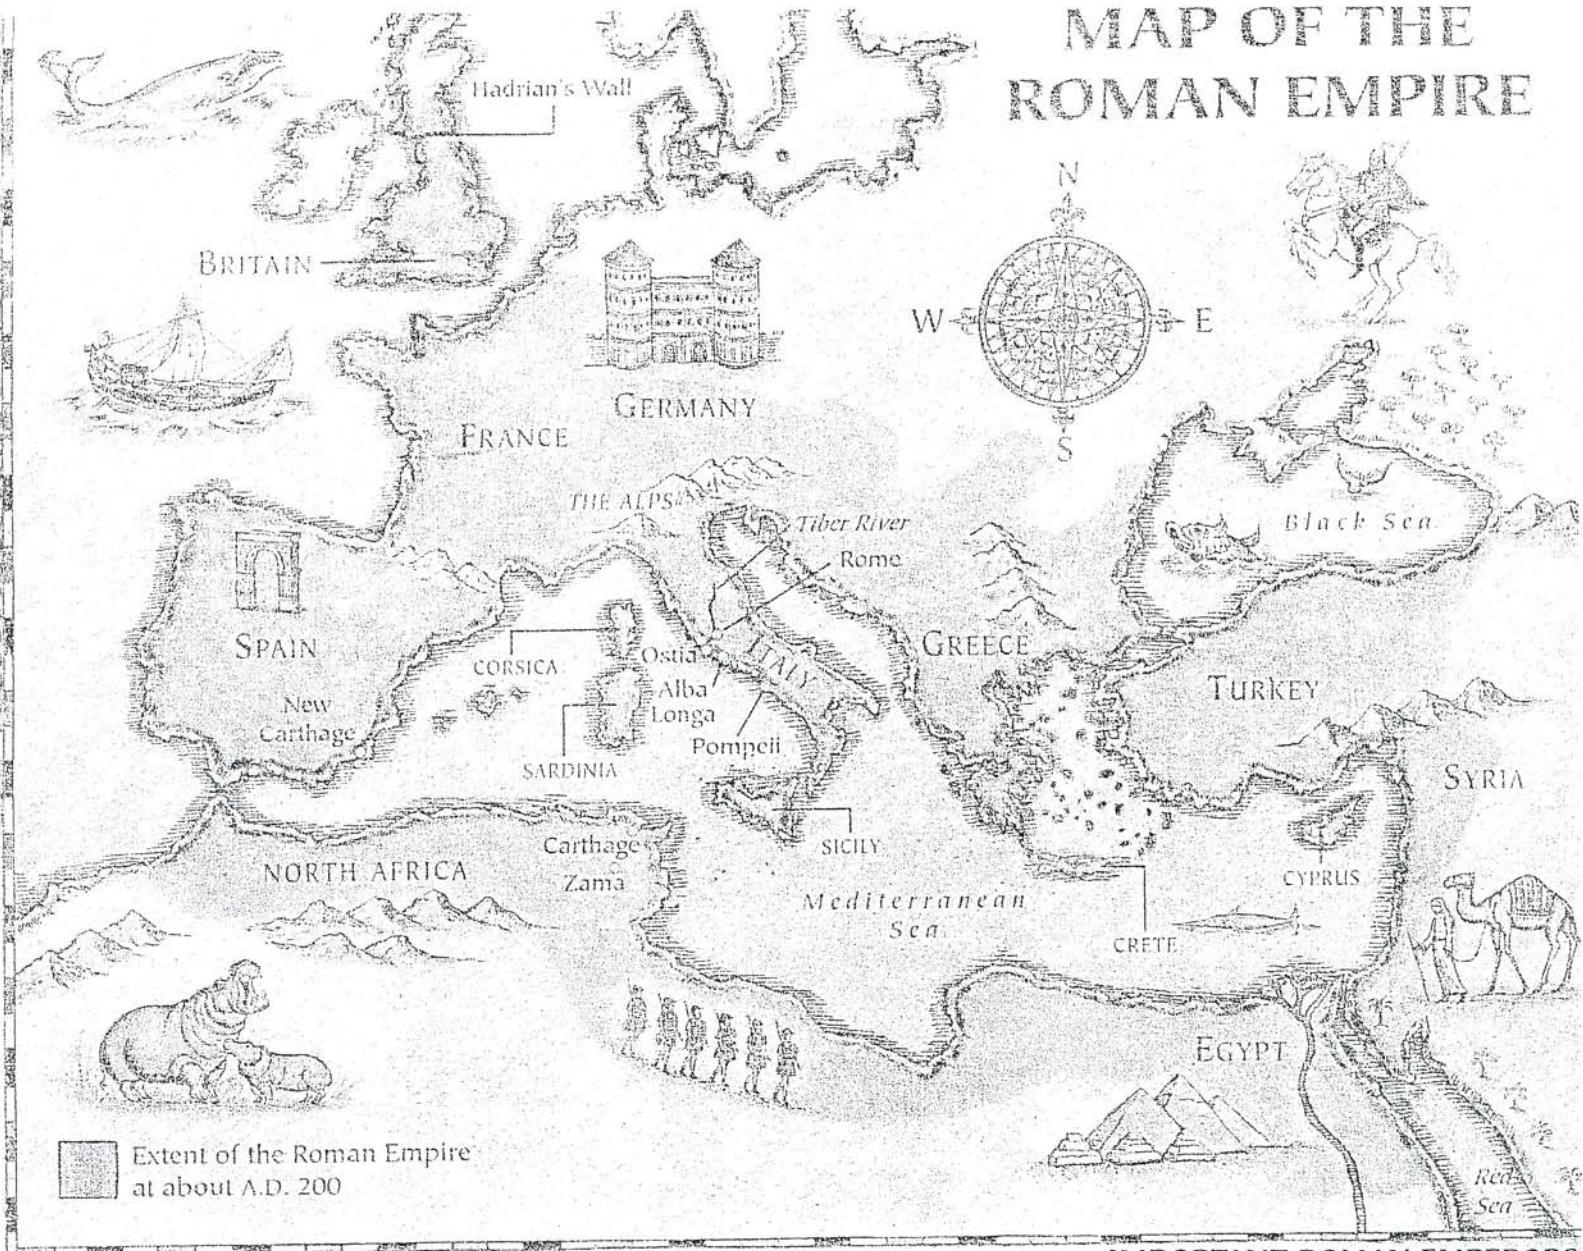 MAP OF THE
ROMAN EMPIRE
Hadrian's Wall
N
BRITAIN
W
E
GERMANY
FRANCE
S
THE ALPS
Tiber River
Black Sea
Rome
SPAIN
GREECE
CORSICA
Ostia
ITALY
Alba
Longa
TURKEY
New
Carthage
Pompeii
SARDINIA
SYRIA
Carthage
SICILY
NORTH AFRICA
Zama
CYPRUS
Mediterranean
Sea
CRETE
EGYPT
Extent of the Roman Empire
at about A.D. 200
Red
Sea